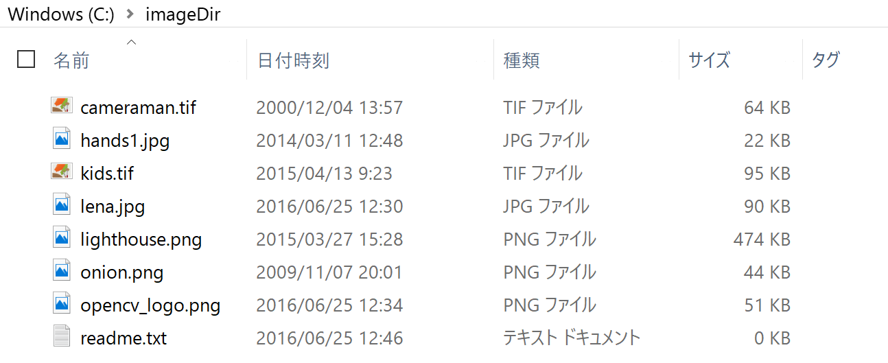 Windows (C:) > imageDir
名前 日付時刻 種類 サイズ タグ
cameraman.tif 2000/12/04 13:57 TIF ファイル 64 KB
hands1.jpg 2014/03/11 12:48 JPG ファイル 22 KB
kids.tif 2015/04/13 9:23 TIF ファイル 95 KB
lena.jpg 2016/06/25 12:30 JPG ファイル 90 KB
lighthouse.png 2015/03/27 15:28 PNG ファイル 474 KB
onion.png 2009/11/07 20:01 PNG ファイル 44 KB
opencv_logo.png 2016/06/25 12:34 PNG ファイル 51 KB
readme.txt 2016/06/25 12:46 テキスト ドキュメント 0 KB